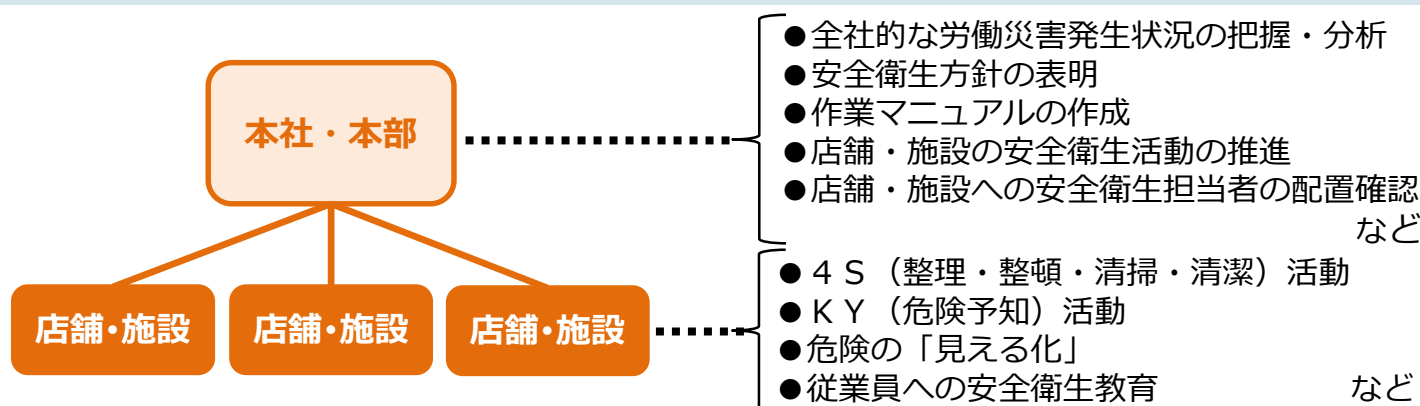 本社・本部
●全社的な労働災害発生状況の把握・分析
●安全衛生方針の表明
●作業マニュアルの作成
●店舗・施設の安全衛生活動の推進
●店舗・施設への安全衛生担当者の配置確認
など
店舗・施設
店舗・施設
店舗・施設
●４Ｓ（整理・整頓・清掃・清潔）活動
●ＫＹ（危険予知）活動
●危険の「見える化」
●従業員への安全衛生教育　　　　　　など